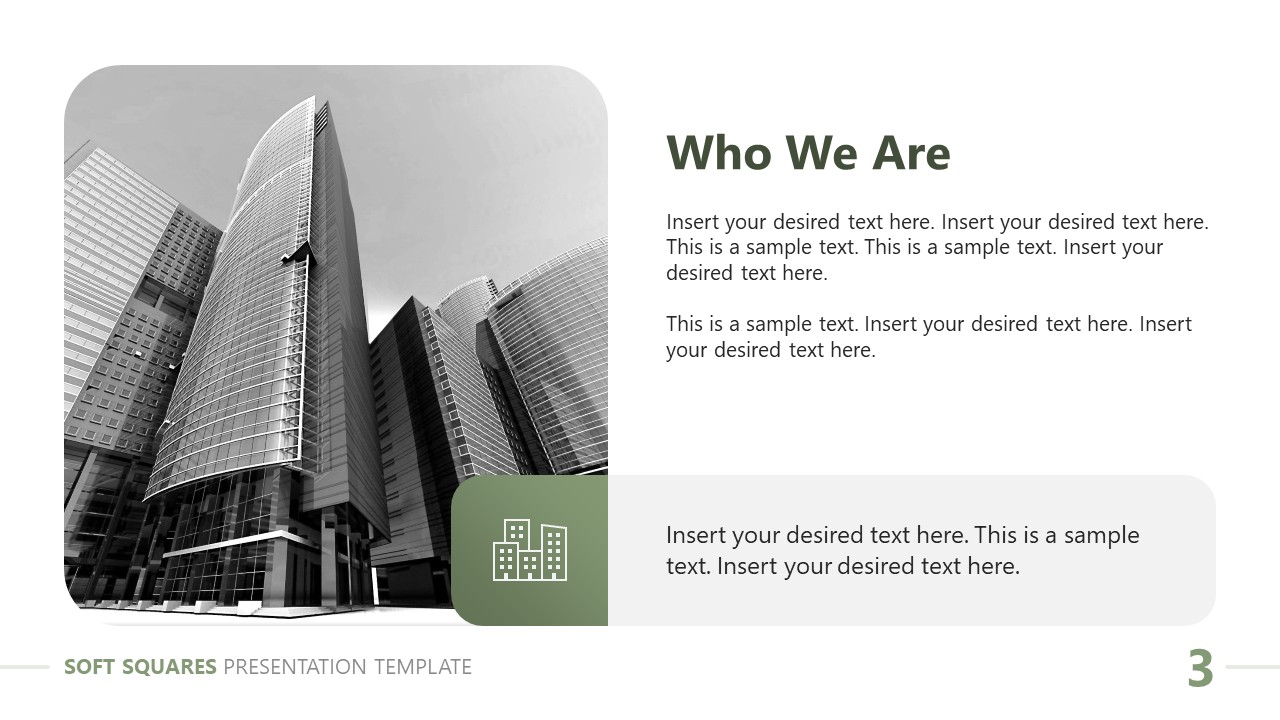 Who We Are
Insert your desired text here. Insert your desired text here.
This is a sample text. This is a sample text. Insert your
desired text here.
This is a sample text. Insert your desired text here. Insert
your desired text here.
Insert your desired text here. This is a sample
text. Insert your desired text here.
SOFT SQUARES PRESENTATION TEMPLATE
3